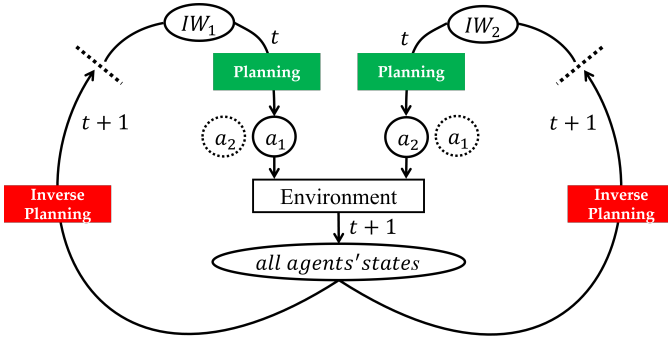 IW₁
IW₂
t
t
Planning
Planning
t + 1
t + 1
a₂
a₁
a₂
a₁
Inverse
Planning
Environment
Inverse
Planning
t + 1
all agents' states